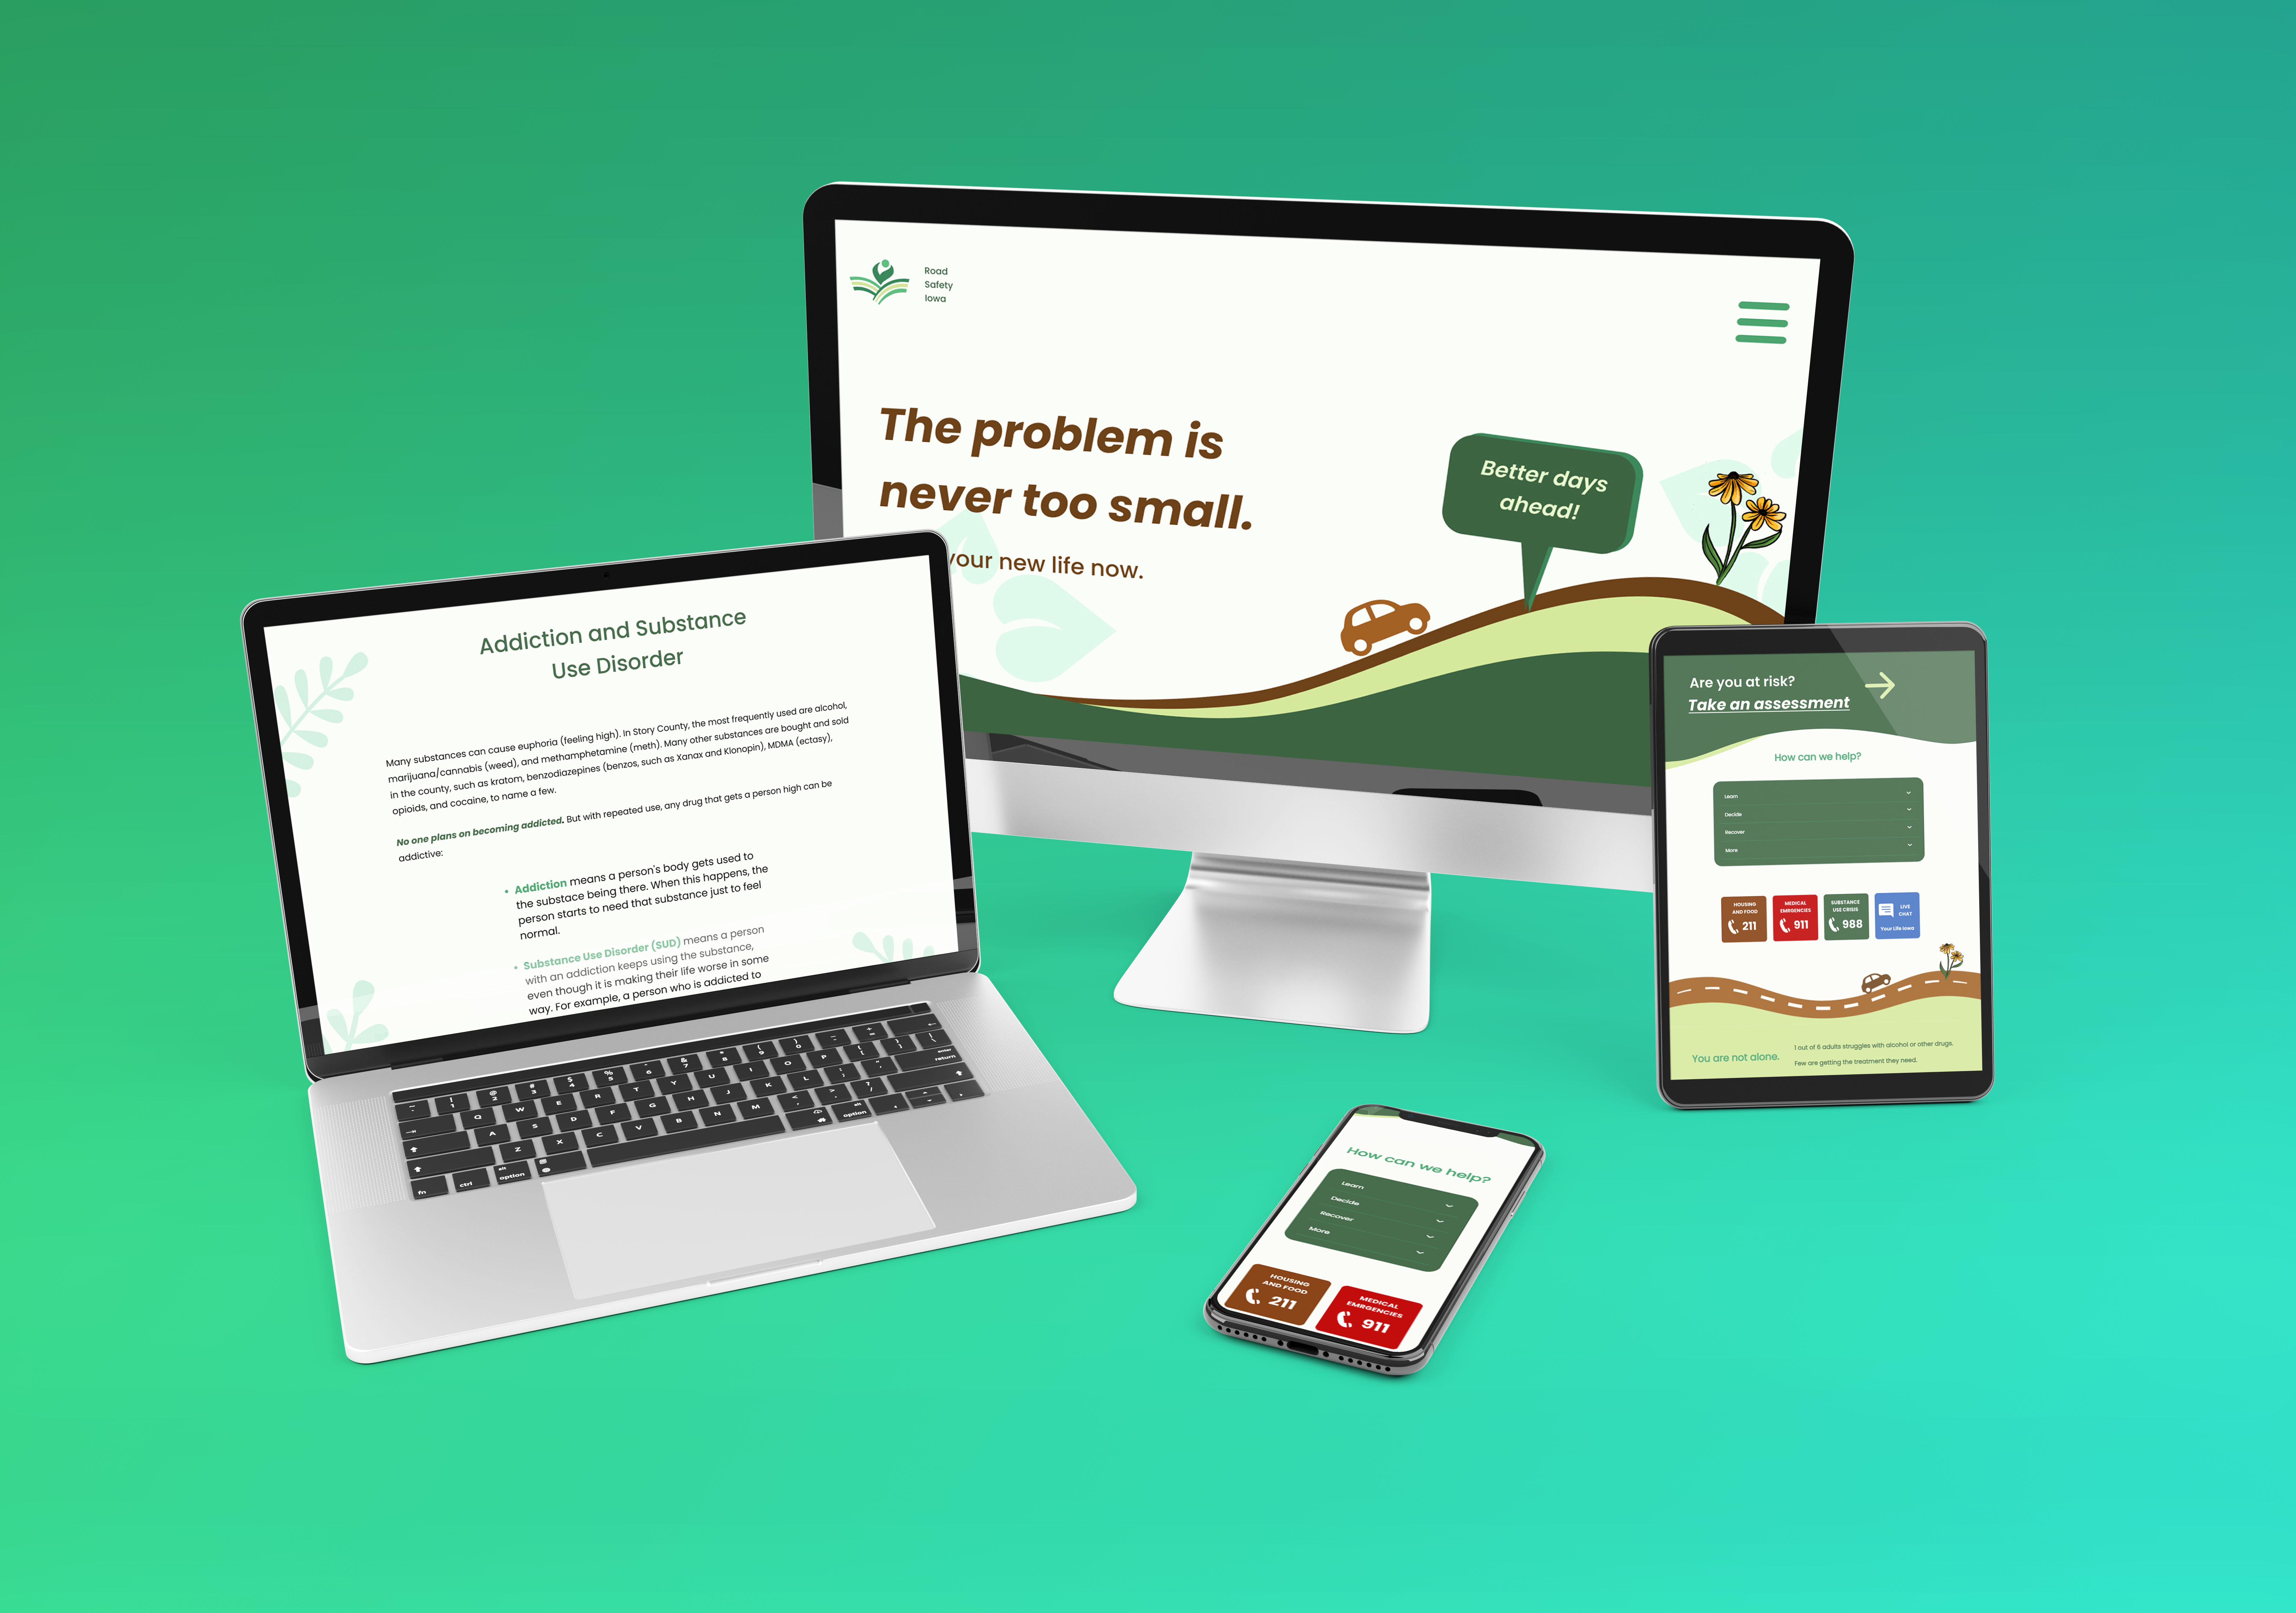 Road
Safety
Iowa
The problem is
never too small.
your new life now.
Better days
ahead!
Addiction and Substance
Use Disorder
Many substances can cause euphoria (feeling high). In Story County, the most frequently used are alcohol,
marijuana/cannabis (weed), and methamphetamine (meth). Many other substances are bought and sold
in the county, such as kratom, benzodiazepines (benzos, such as Xanax and Klonopin), MDMA (ectasy),
opioids, and cocaine, to name a few.
No one plans on becoming addicted. But with repeated use, any drug that gets a person high can be
addictive:
• Addiction means a person's body gets used to
the substace being there. When this happens, the
person starts to need that substance just to feel
normal.
• Substance Use Disorder (SUD) means a person
with an addiction keeps using the substance,
even though it is making their life worse in some
way. For example, a person who is addicted to
Are you at risk?
Take an assessment
How can we help?
Learn
Decide
Recover
More
HOUSING
AND FOOD
211
MEDICAL
EMRGENCIES
911
SUBSTANCE
USE CRISIS
988
LIVE
CHAT
Your Life Iowa
You are not alone.
1 out of 6 adults struggles with alcohol or other drugs.
Few are getting the treatment they need.
How can we help?
Learn
Decide
Recover
More
HOUSING
AND FOOD
211
MEDICAL
EMRGENCIES
911